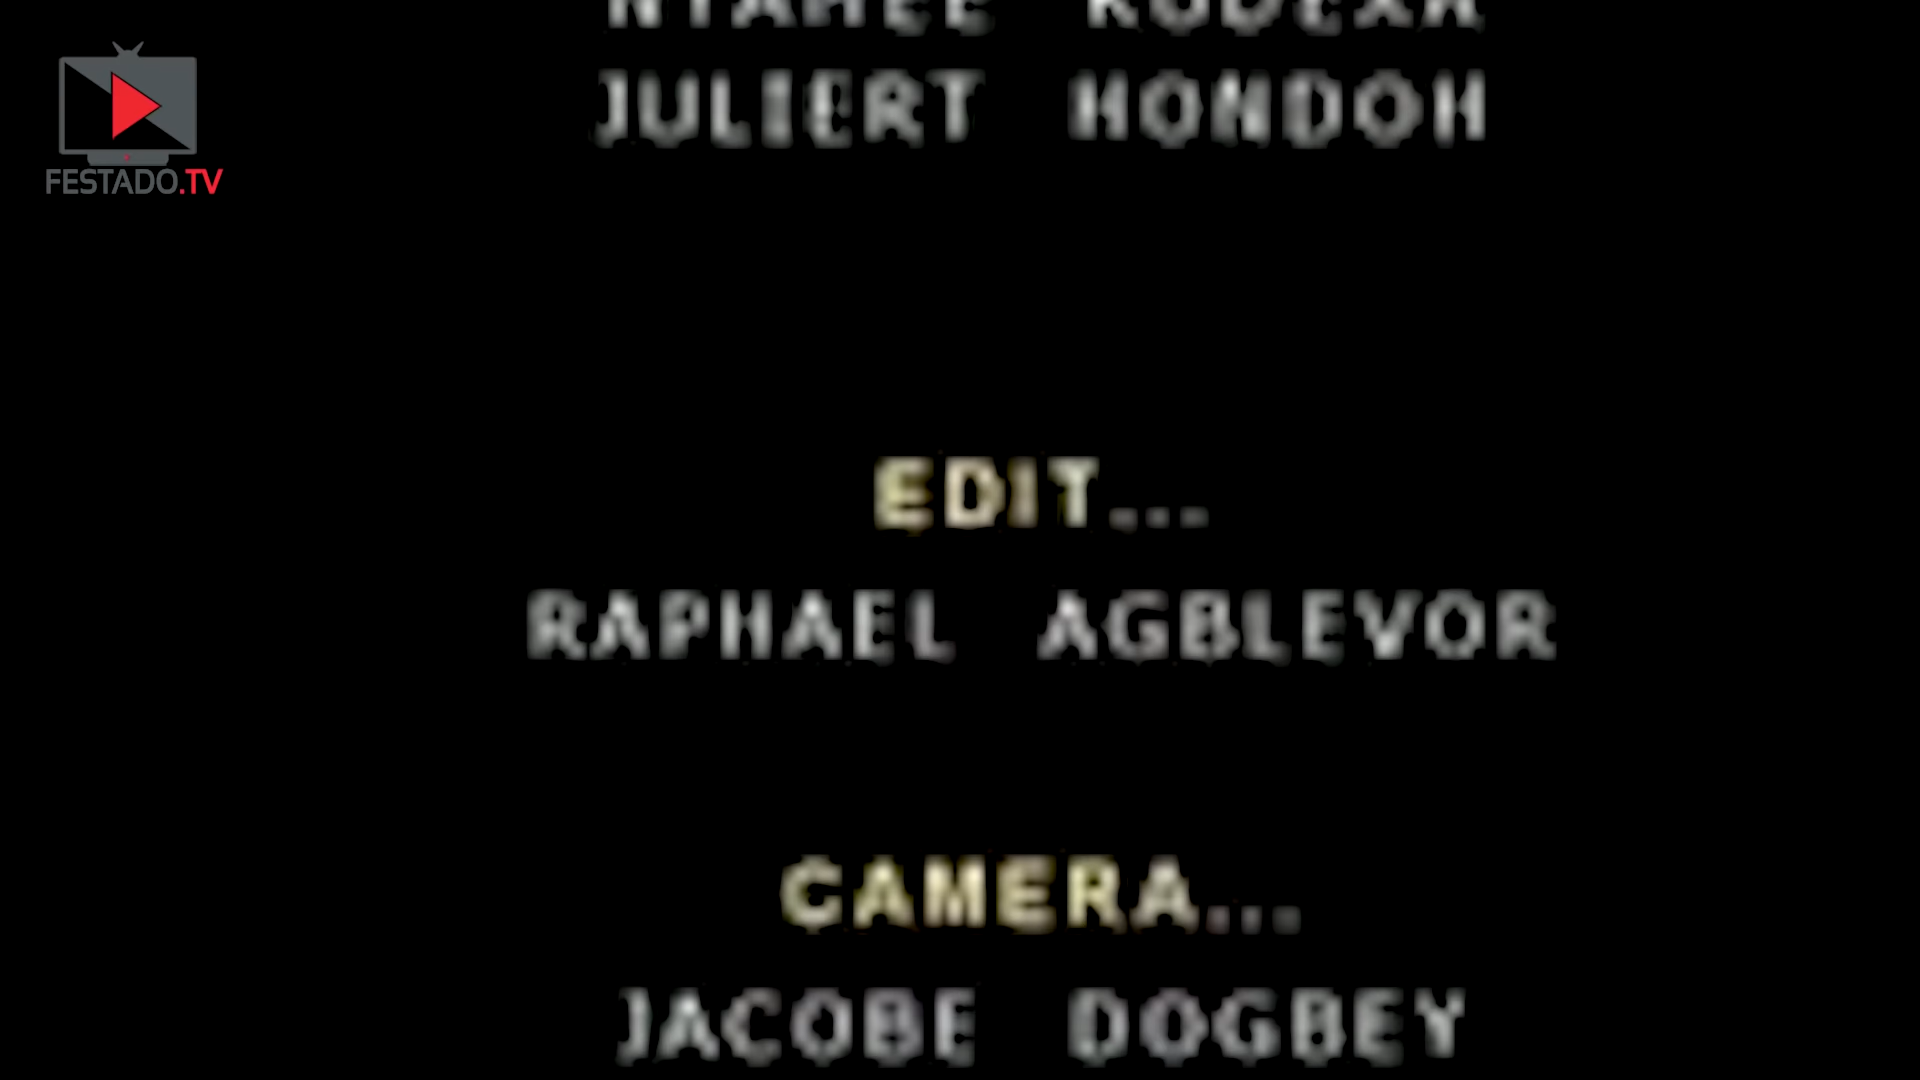 JULIERT HONDOH
FESTADO.TV
EDIT...
RAPHAEL AGBLEVOR
CAMERA...
JACOBE DOGBEY